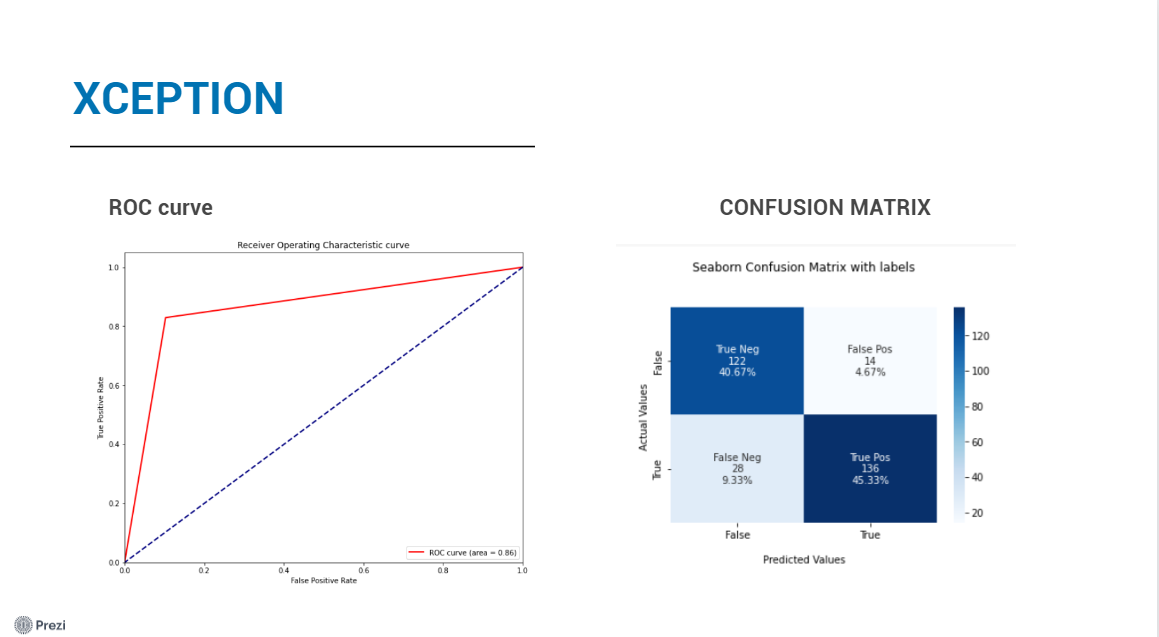 XCEPTION
ROC curve
Receiver Operating Characteristic curve
1.0
0.8
0.6
0.4
0.2
0.0
True Positive Rate
0.0 0.2 0.4 0.6 0.8 1.0
False Positive Rate
ROC curve (area = 0.86)
CONFUSION MATRIX
Seaborn Confusion Matrix with labels
Actual Values
False
True
True Neg
122
40.67%
False Pos
14
4.67%
False Neg
28
9.33%
True Pos
136
45.33%
False True
Predicted Values
120
100
80
60
40
20
Prezi